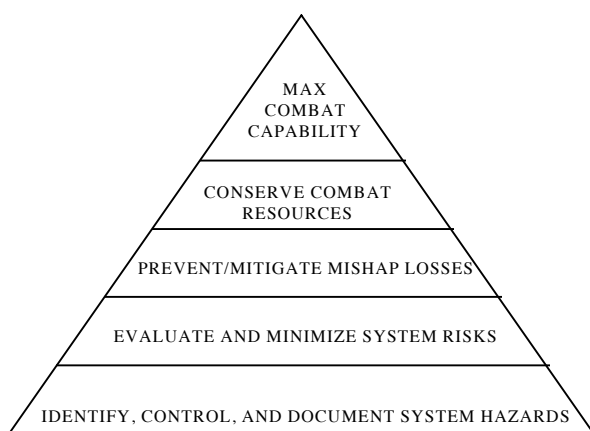 MAX
COMBAT
CAPABILITY
CONSERVE COMBAT
RESOURCES
PREVENT/MITIGATE MISHAP LOSSES
EVALUATE AND MINIMIZE SYSTEM RISKS
IDENTIFY, CONTROL, AND DOCUMENT SYSTEM HAZARDS